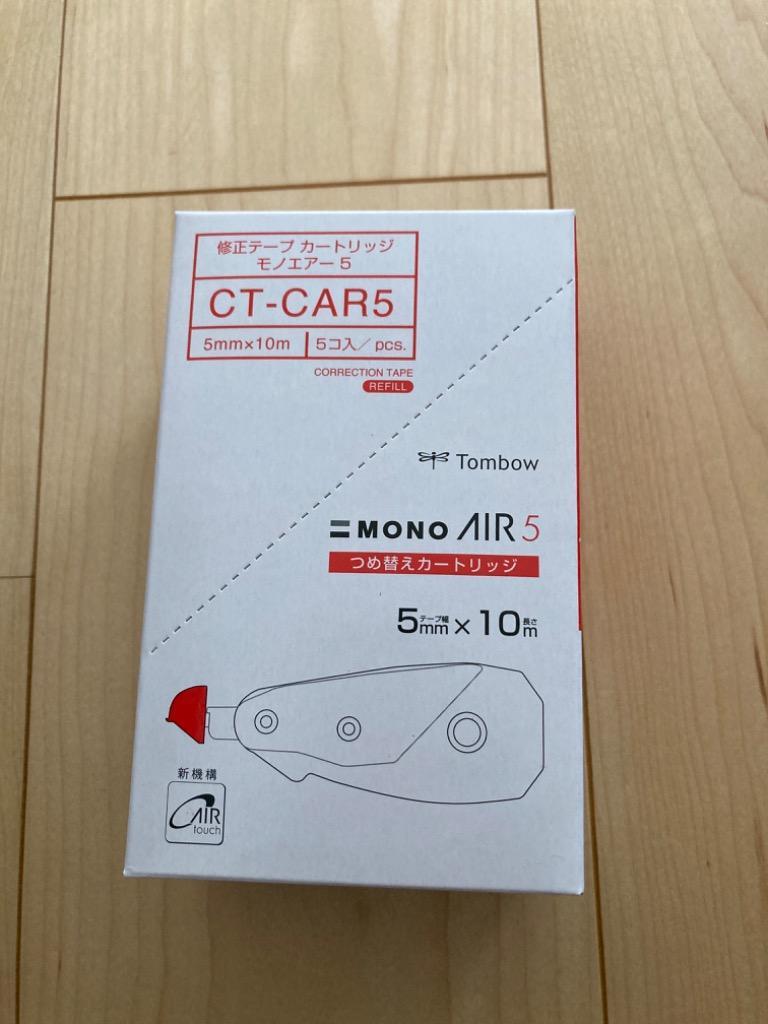 修正テープ カートリッジ
モノエアー 5
CT-CAR5
5mm×10m
5コ入／pcs.
CORRECTION TAPE
REFILL
Tombow
MONO AIR 5
つめ替えカートリッジ
テープ幅 長さ
5mm×10m
新機構
AIR
touch